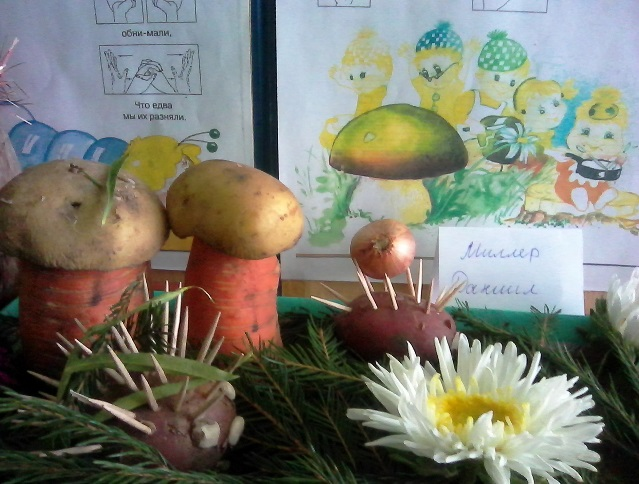 обни-мали,
Что едва
мы их разняли.
Миллер
Даниил